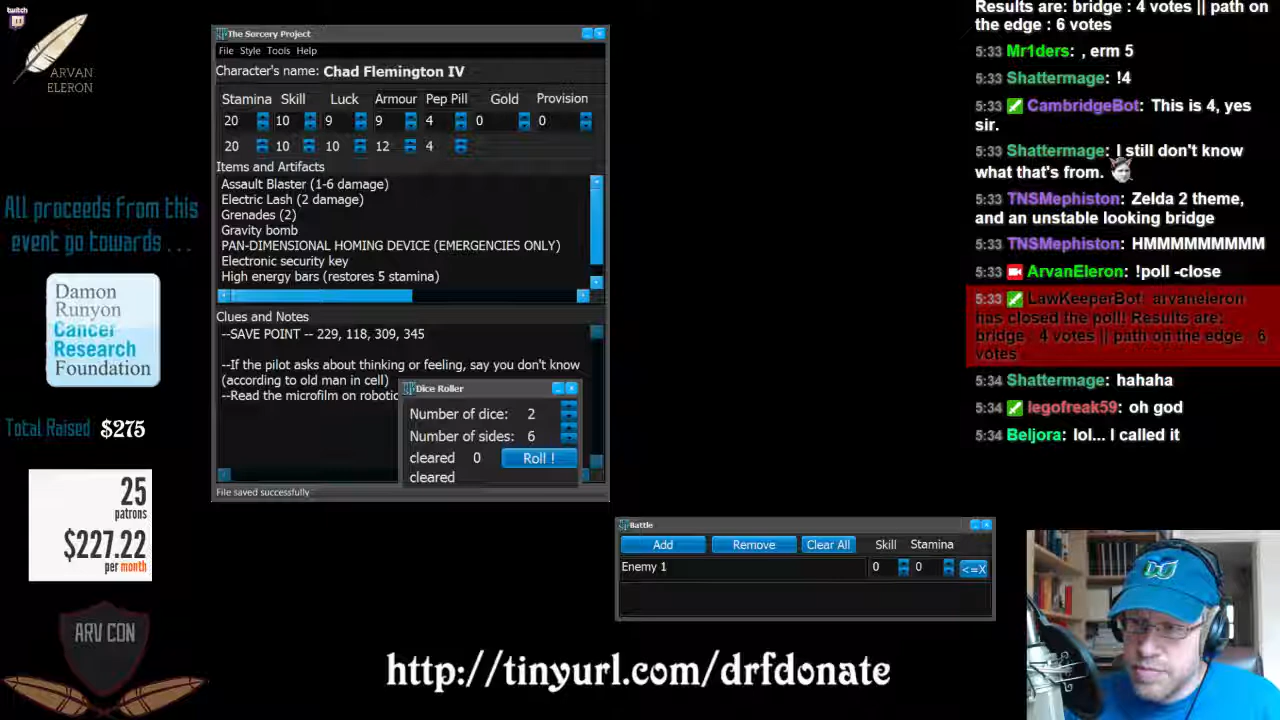 twitch
ARVAN
ELERON
All proceeds from this
event go towards . . .
Damon
Runyon
Cancer
Research
Foundation
Total Raised $275
25
patrons
$227.22
per month
ARV CON
The Sorcery Project
File Style Tools Help
Character's name: Chad Flemington IV
Stamina Skill Luck Armour Pep Pill Gold Provision
20 10 9 9 4 0 0
20 10 10 12 4
Items and Artifacts
Assault Blaster (1-6 damage)
Electric Lash (2 damage)
Grenades (2)
Gravity bomb
PAN-DIMENSIONAL HOMING DEVICE (EMERGENCIES ONLY)
Electronic security key
High energy bars (restores 5 stamina)
Clues and Notes
--SAVE POINT -- 229, 118, 309, 345
--If the pilot asks about thinking or feeling, say you don't know
(according to old man in cell)
--Read the microfilm on robotic
File saved successfully
Dice Roller
Number of dice: 2
Number of sides: 6
cleared 0 Roll !
cleared
Battle
Add Remove Clear All Skill Stamina
Enemy 1 0 0 <=X
http://tinyurl.com/drfdonate
Results are: bridge : 4 votes || path on
the edge : 6 votes
5:33 Mr1ders: , erm 5
5:33 Shattermage: !4
5:33 CambridgeBot: This is 4, yes
sir.
5:33 Shattermage: I still don't know
what that's from.
5:33 TNSMephiston: Zelda 2 theme,
and an unstable looking bridge
5:33 TNSMephiston: HMMMMMMMMM
5:33 ArvanEleron: !poll -close
5:33 LawKeeperBot: arvaneleron
has closed the poll! Results are:
bridge : 4 votes || path on the edge : 6
votes
5:34 Shattermage: hahaha
5:34 legofreak59: oh god
5:34 Beljora: lol... I called it